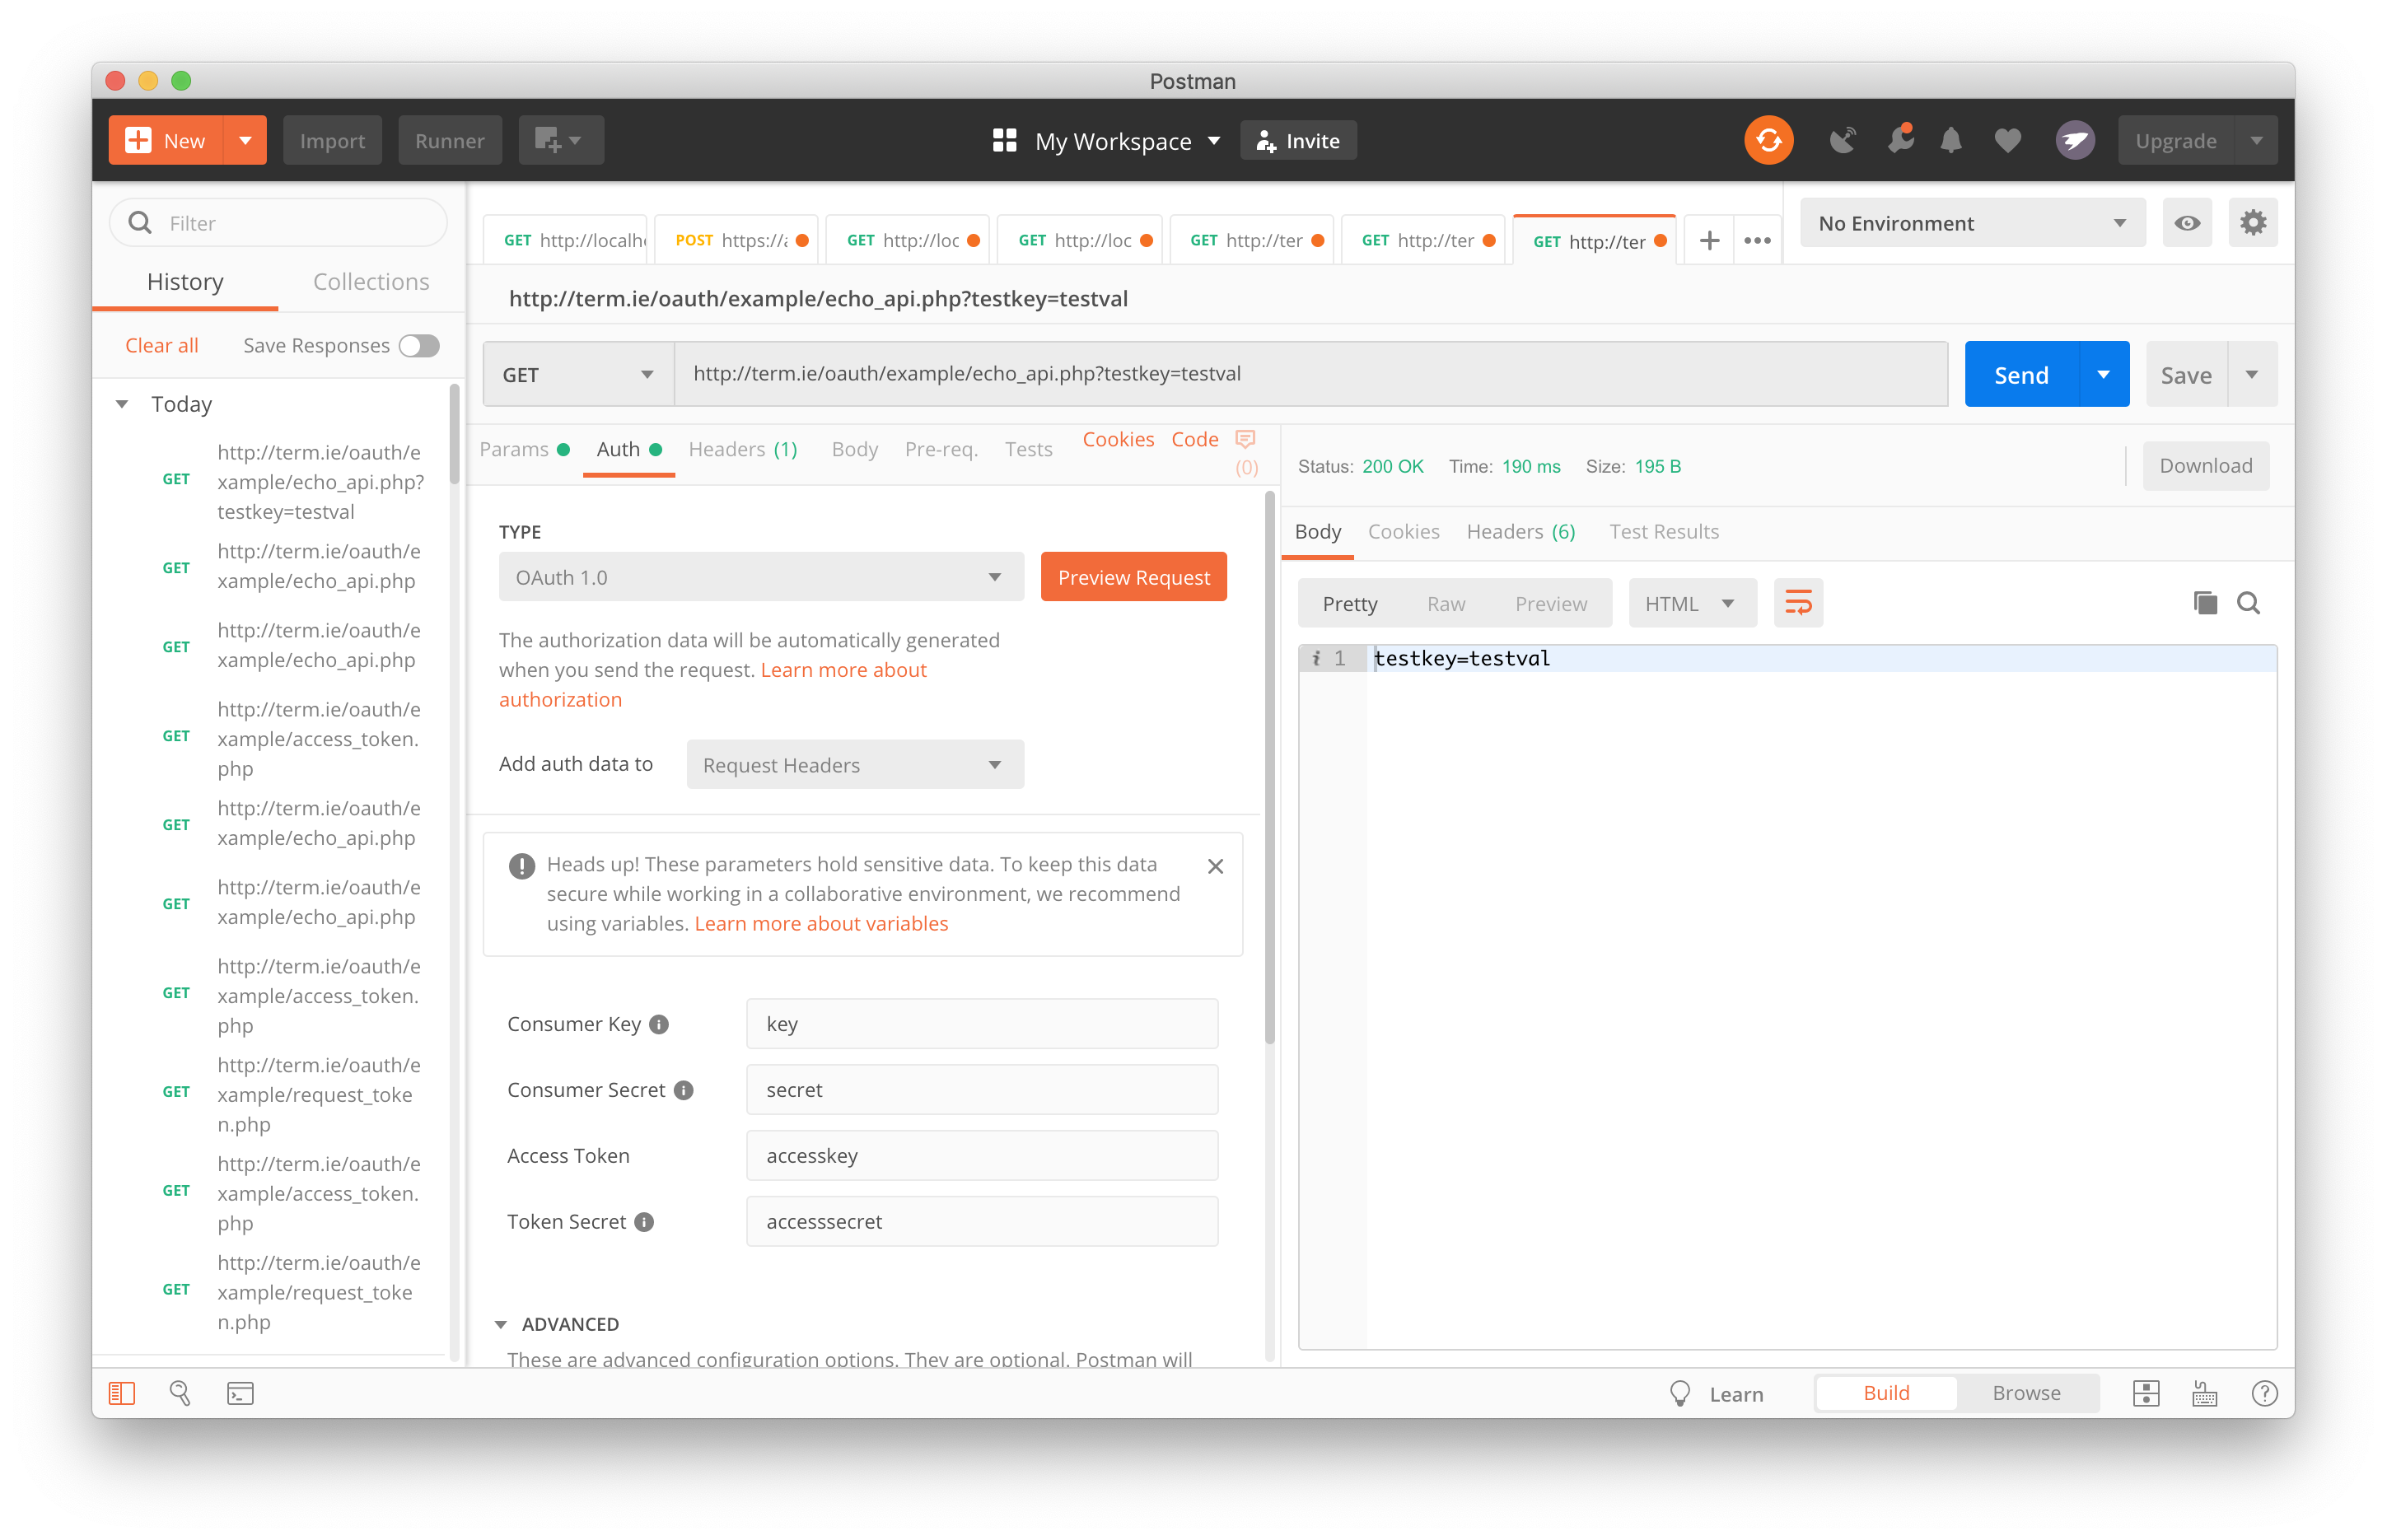 Postman
New
Import
Runner
My Workspace
Invite
Upgrade
Filter
History
Collections
Clear all
Save Responses
Today
GET
http://term.ie/oauth/e
xample/echo_api.php?
testkey=testval
GET
http://term.ie/oauth/e
xample/echo_api.php
GET
http://term.ie/oauth/e
xample/echo_api.php
GET
http://term.ie/oauth/e
xample/access_token.
php
GET
http://term.ie/oauth/e
xample/echo_api.php
GET
http://term.ie/oauth/e
xample/echo_api.php
GET
http://term.ie/oauth/e
xample/access_token.
php
GET
http://term.ie/oauth/e
xample/request_toke
n.php
GET
http://term.ie/oauth/e
xample/access_token.
php
GET
http://term.ie/oauth/e
xample/request_toke
n.php
GET http://localh
POST https://a
GET http://loc
GET http://loc
GET http://ter
GET http://ter
GET http://ter
No Environment
http://term.ie/oauth/example/echo_api.php?testkey=testval
GET
http://term.ie/oauth/example/echo_api.php?testkey=testval
Send
Save
Params
Auth
Headers (1)
Body
Pre-req.
Tests
Cookies
Code
(0)
TYPE
OAuth 1.0
Preview Request
The authorization data will be automatically generated
when you send the request. Learn more about
authorization
Add auth data to
Request Headers
Heads up! These parameters hold sensitive data. To keep this data
secure while working in a collaborative environment, we recommend
using variables. Learn more about variables
Consumer Key
key
Consumer Secret
secret
Access Token
accesskey
Token Secret
accesssecret
ADVANCED
These are advanced configuration options. They are optional. Postman will
Status: 200 OK
Time: 190 ms
Size: 195 B
Download
Body
Cookies
Headers (6)
Test Results
Pretty
Raw
Preview
HTML
i 1
testkey=testval
Learn
Build
Browse